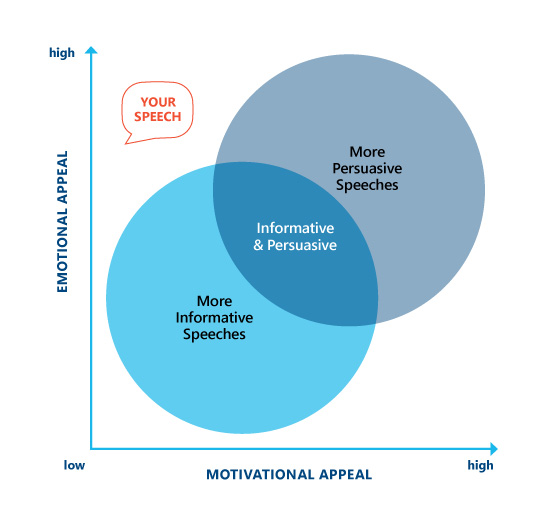 high
YOUR
SPEECH
More
Persuasive
Speeches
EMOTIONAL APPEAL
Informative
& Persuasive
More
Informative
Speeches
low
high
MOTIVATIONAL APPEAL